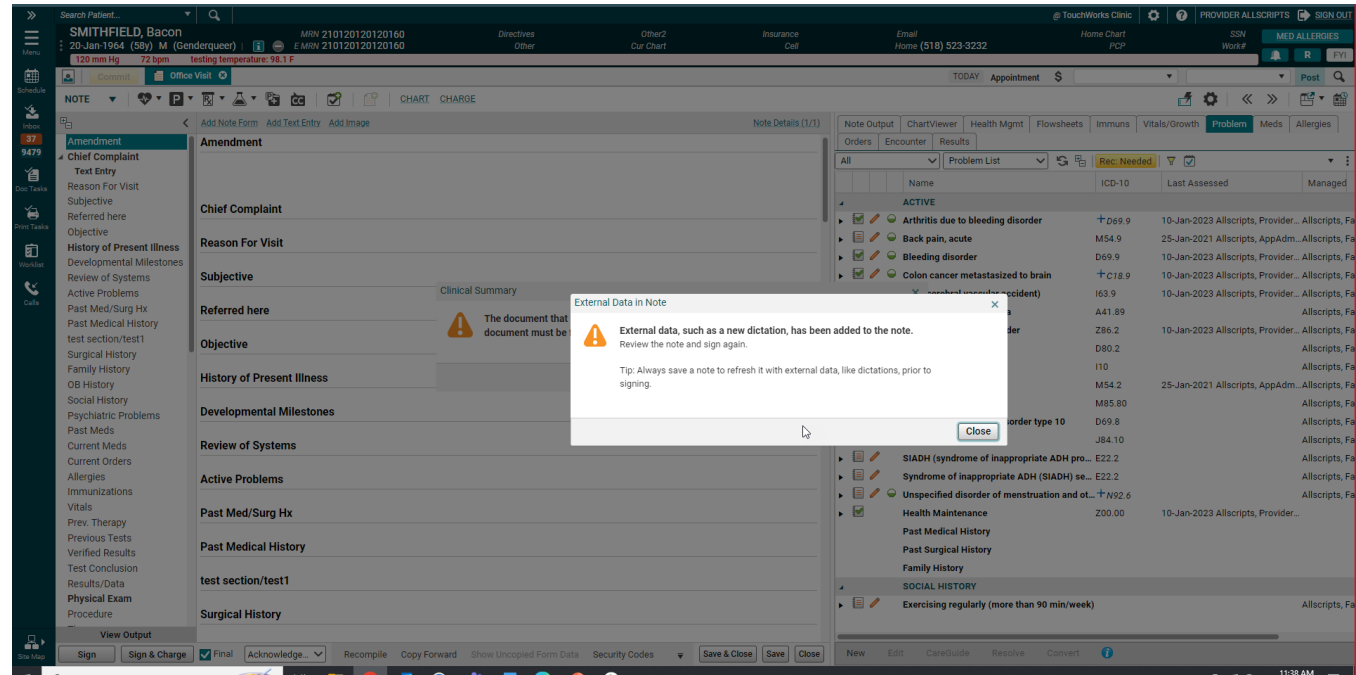 Search Patient...
@ TouchWorks Clinic PROVIDER ALLSCRIPTS SIGN OUT
SMITHFIELD, Bacon MRN 210120120120160 Directives Other2 Insurance Email Home Chart SSN MED ALLERGIES
20-Jan-1964 (58y) M (Genderqueer) E MRN 210120120120160 Other Cur Chart Cell Home (518) 523-3232 PCP Work#
120 mm Hg 72 bpm testing temperature: 98.1 F R FYI
Menu
Schedule
Inbox
37
9479
Doc Tasks
Print Tasks
Worklist
Calls
Site Map
Commit Office Visit TODAY Appointment $ Post
NOTE P CHART CHARGE
Add Note Form Add Text Entry Add Image Note Details (1/1)
Amendment
Chief Complaint
Text Entry
Reason For Visit
Subjective
Referred here
Objective
History of Present Illness
Developmental Milestones
Review of Systems
Active Problems
Past Med/Surg Hx
Past Medical History
test section/test1
Surgical History
Family History
OB History
Social History
Psychiatric Problems
Past Meds
Current Meds
Current Orders
Allergies
Immunizations
Vitals
Prev. Therapy
Previous Tests
Verified Results
Test Conclusion
Results/Data
Physical Exam
Procedure
View Output
Amendment
Chief Complaint
Reason For Visit
Subjective
Referred here
Objective
History of Present Illness
Developmental Milestones
Review of Systems
Active Problems
Past Med/Surg Hx
Past Medical History
test section/test1
Surgical History
Clinical Summary
The document that
document must be
External Data in Note
External data, such as a new dictation, has been added to the note.
Review the note and sign again.
Tip: Always save a note to refresh it with external data, like dictations, prior to
signing.
Close
Note Output ChartViewer Health Mgmt Flowsheets Immuns Vitals/Growth Problem Meds Allergies
Orders Encounter Results
All Problem List Rec: Needed
Name ICD-10 Last Assessed Managed
ACTIVE
Arthritis due to bleeding disorder D69.9 10-Jan-2023 Allscripts, Provider... Allscripts, Fa
Back pain, acute M54.9 25-Jan-2021 Allscripts, AppAdm... Allscripts, Fa
Bleeding disorder D69.9 10-Jan-2023 Allscripts, Provider... Allscripts, Fa
Colon cancer metastasized to brain C18.9 10-Jan-2023 Allscripts, Provider... Allscripts, Fa
cerebral vascular accident) I63.9 10-Jan-2023 Allscripts, Provider... Allscripts, Fa
A41.89 Allscripts, Fa
der Z86.2 10-Jan-2023 Allscripts, Provider... Allscripts, Fa
D80.2 Allscripts, Fa
I10 Allscripts, Fa
M54.2 25-Jan-2021 Allscripts, AppAdm... Allscripts, Fa
M85.80 Allscripts, Fa
sorder type 10 D69.8 Allscripts, Fa
J84.10 Allscripts, Fa
SIADH (syndrome of inappropriate ADH pro... E22.2 Allscripts, Fa
Syndrome of inappropriate ADH (SIADH) se... E22.2 Allscripts, Fa
Unspecified disorder of menstruation and ot... N92.6 Allscripts, Fa
Health Maintenance Z00.00 10-Jan-2023 Allscripts, Provider...
Past Medical History
Past Surgical History
Family History
SOCIAL HISTORY
Exercising regularly (more than 90 min/week) Allscripts, Fa
Sign Sign & Charge Final Acknowledge... Recompile Copy Forward Show Uncopied Form Data Security Codes Save & Close Save Close
New Edit CareGuide Resolve Convert
11:38 AM